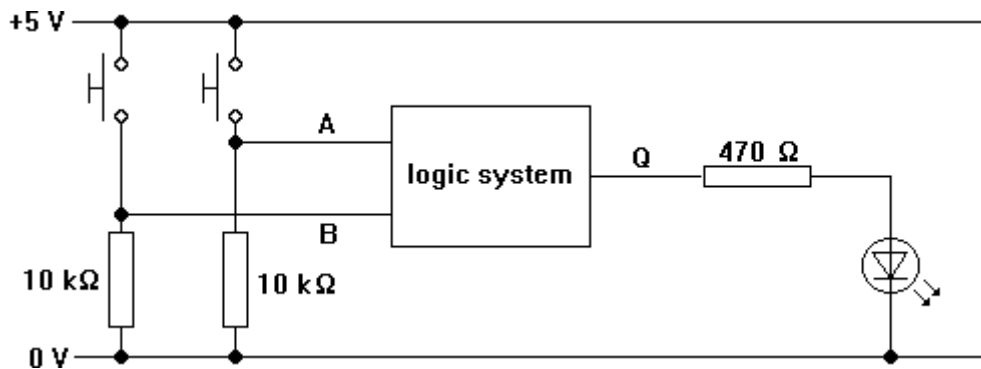 +5 V
A
logic system
Q
470 Ω
B
10 kΩ
10 kΩ
0 V